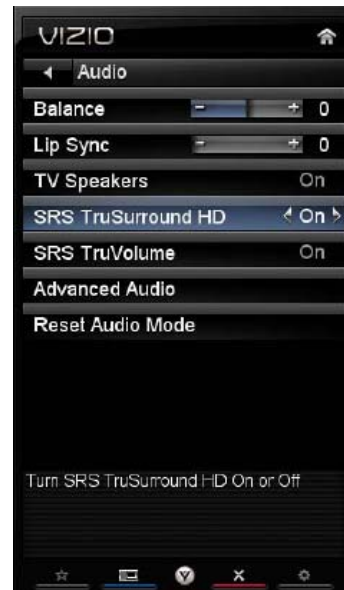 VIZIO
Audio
Balance - + 0
Lip Sync - + 0
TV Speakers On
SRS TruSurround HD On
SRS TruVolume On
Advanced Audio
Reset Audio Mode
Turn SRS TruSurround HD On or Off
V